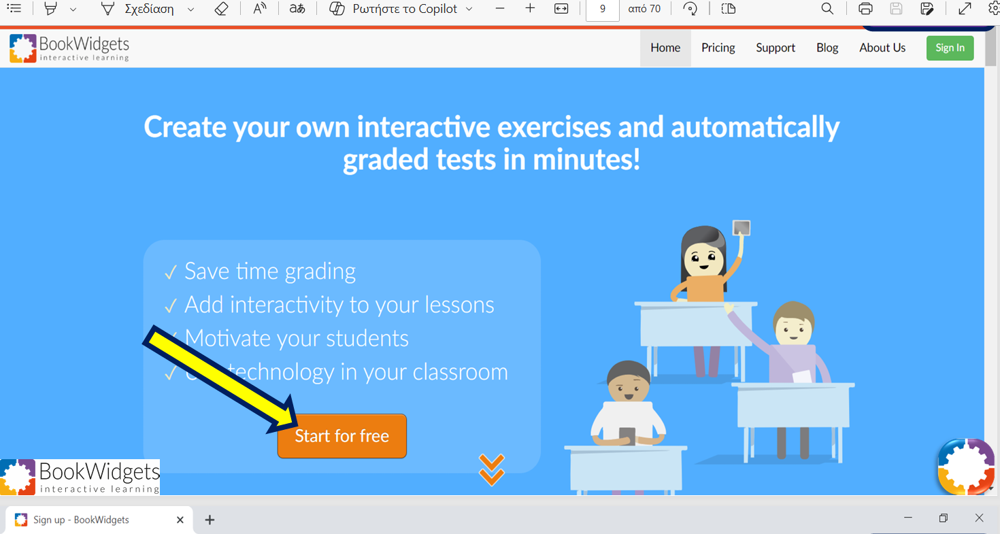 Σχεδίαση
A
aあ
Ρωτήστε το Copilot
9
από 70
BookWidgets
interactive learning
Home
Pricing
Support
Blog
About Us
Sign In
Create your own interactive exercises and automatically
graded tests in minutes!
✓ Save time grading
✓ Add interactivity to your lessons
✓ Motivate your students
✓ technology in your classroom
Start for free
BookWidgets
interactive learning
Sign up - BookWidgets